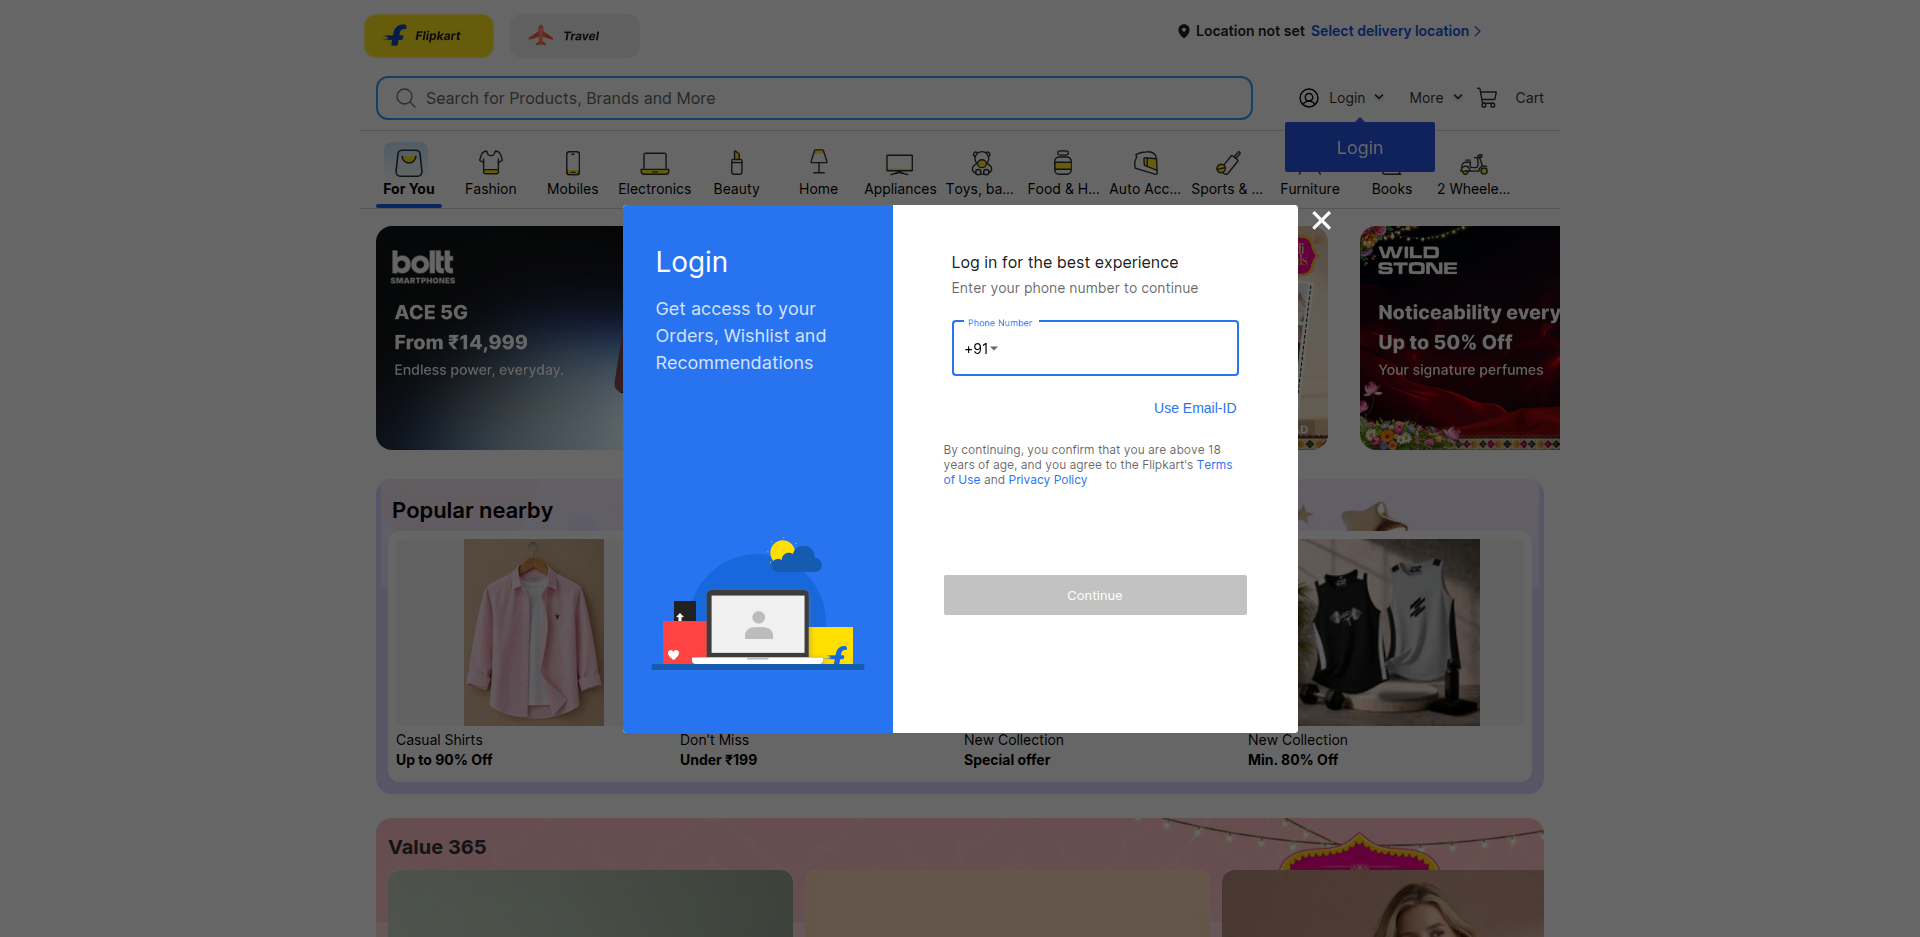 Flipkart
Travel
Location not set Select delivery location
Search for Products, Brands and More
Login
More
Cart
Login
For You
Fashion
Mobiles
Electronics
Beauty
Home
Appliances
Toys, ba...
Food & H...
Auto Acc...
Sports & ...
Furniture
Books
2 Wheele...
boltt
SMARTPHONES
ACE 5G
From ₹14,999
Endless power, everyday.
WILD
STONE
Noticeability every
Up to 50% Off
Your signature perfumes
Login
Get access to your
Orders, Wishlist and
Recommendations
Log in for the best experience
Enter your phone number to continue
Phone Number
+91
Use Email-ID
By continuing, you confirm that you are above 18
years of age, and you agree to the Flipkart's Terms
of Use and Privacy Policy
Continue
Popular nearby
Casual Shirts
Up to 90% Off
Don't Miss
Under ₹199
New Collection
Special offer
New Collection
Min. 80% Off
Value 365